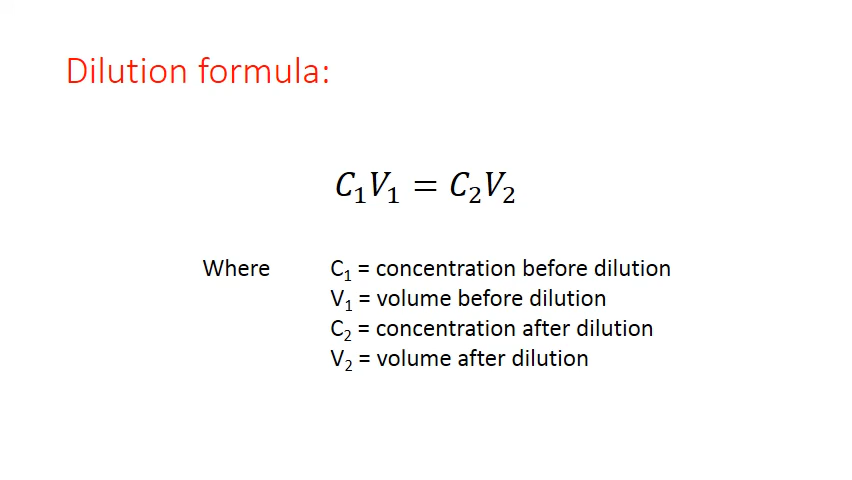 Dilution formula:
C₁V₁ = C₂V₂
Where C₁ = concentration before dilution
V₁ = volume before dilution
C₂ = concentration after dilution
V₂ = volume after dilution